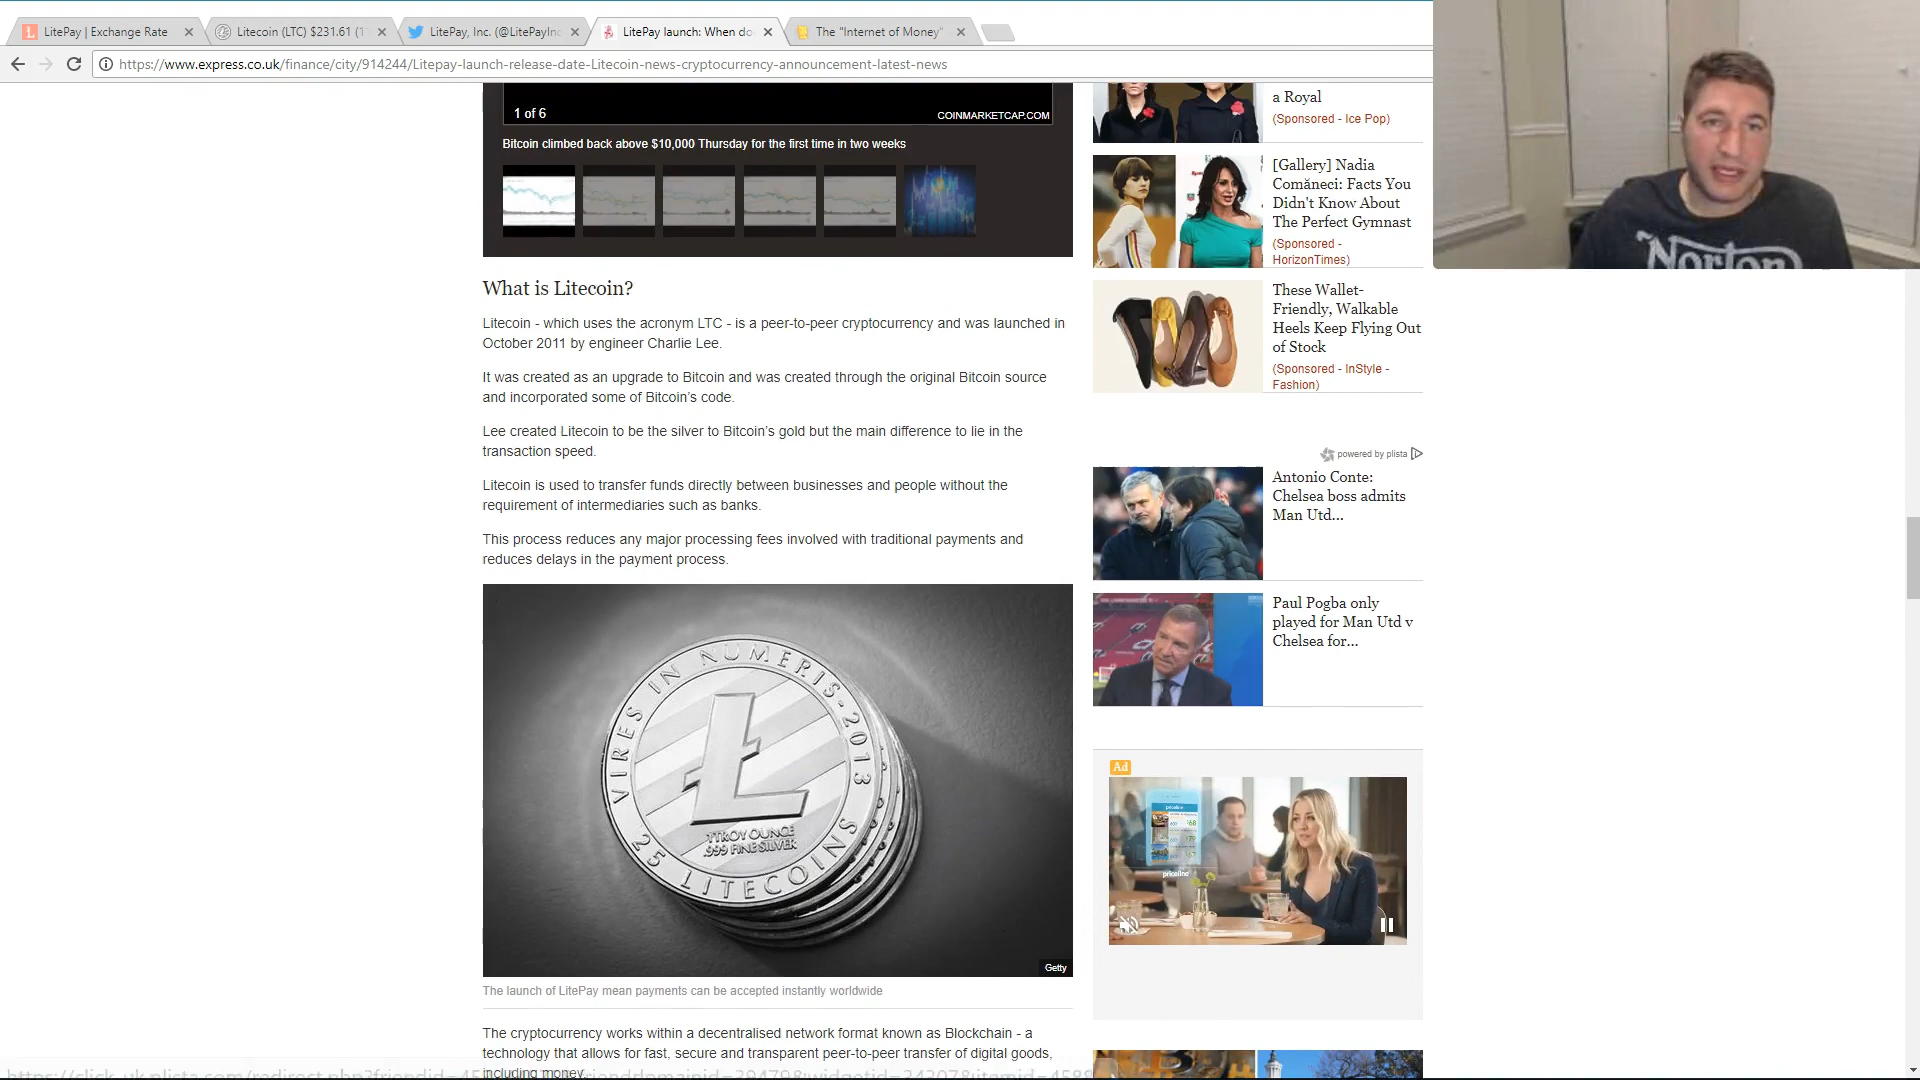 LitePay | Exchange Rate
Litecoin (LTC) $231.61 (1
LitePay, Inc. (@LitePayInc
LitePay launch: When do
The "Internet of Money"
https://www.express.co.uk/finance/city/914244/Litepay-launch-release-date-Litecoin-news-cryptocurrency-announcement-latest-news
1 of 6
COINMARKETCAP.COM
Bitcoin climbed back above $10,000 Thursday for the first time in two weeks
What is Litecoin?
Litecoin - which uses the acronym LTC - is a peer-to-peer cryptocurrency and was launched in
October 2011 by engineer Charlie Lee.
It was created as an upgrade to Bitcoin and was created through the original Bitcoin source
and incorporated some of Bitcoin's code.
Lee created Litecoin to be the silver to Bitcoin's gold but the main difference to lie in the
transaction speed.
Litecoin is used to transfer funds directly between businesses and people without the
requirement of intermediaries such as banks.
This process reduces any major processing fees involved with traditional payments and
reduces delays in the payment process.
VIRES IN NUMERIS · 2013
1 TROY OUNCE
.999 FINE SILVER
25 LITECOINS
Getty
The launch of LitePay mean payments can be accepted instantly worldwide
The cryptocurrency works within a decentralised network format known as Blockchain - a
technology that allows for fast, secure and transparent peer-to-peer transfer of digital goods,
including money.
a Royal
(Sponsored - Ice Pop)
[Gallery] Nadia
Comăneci: Facts You
Didn't Know About
The Perfect Gymnast
(Sponsored -
HorizonTimes)
These Wallet-
Friendly, Walkable
Heels Keep Flying Out
of Stock
(Sponsored - InStyle -
Fashion)
powered by plista
Antonio Conte:
Chelsea boss admits
Man Utd...
Paul Pogba only
played for Man Utd v
Chelsea for...
Ad
priceline
priceline
Norton